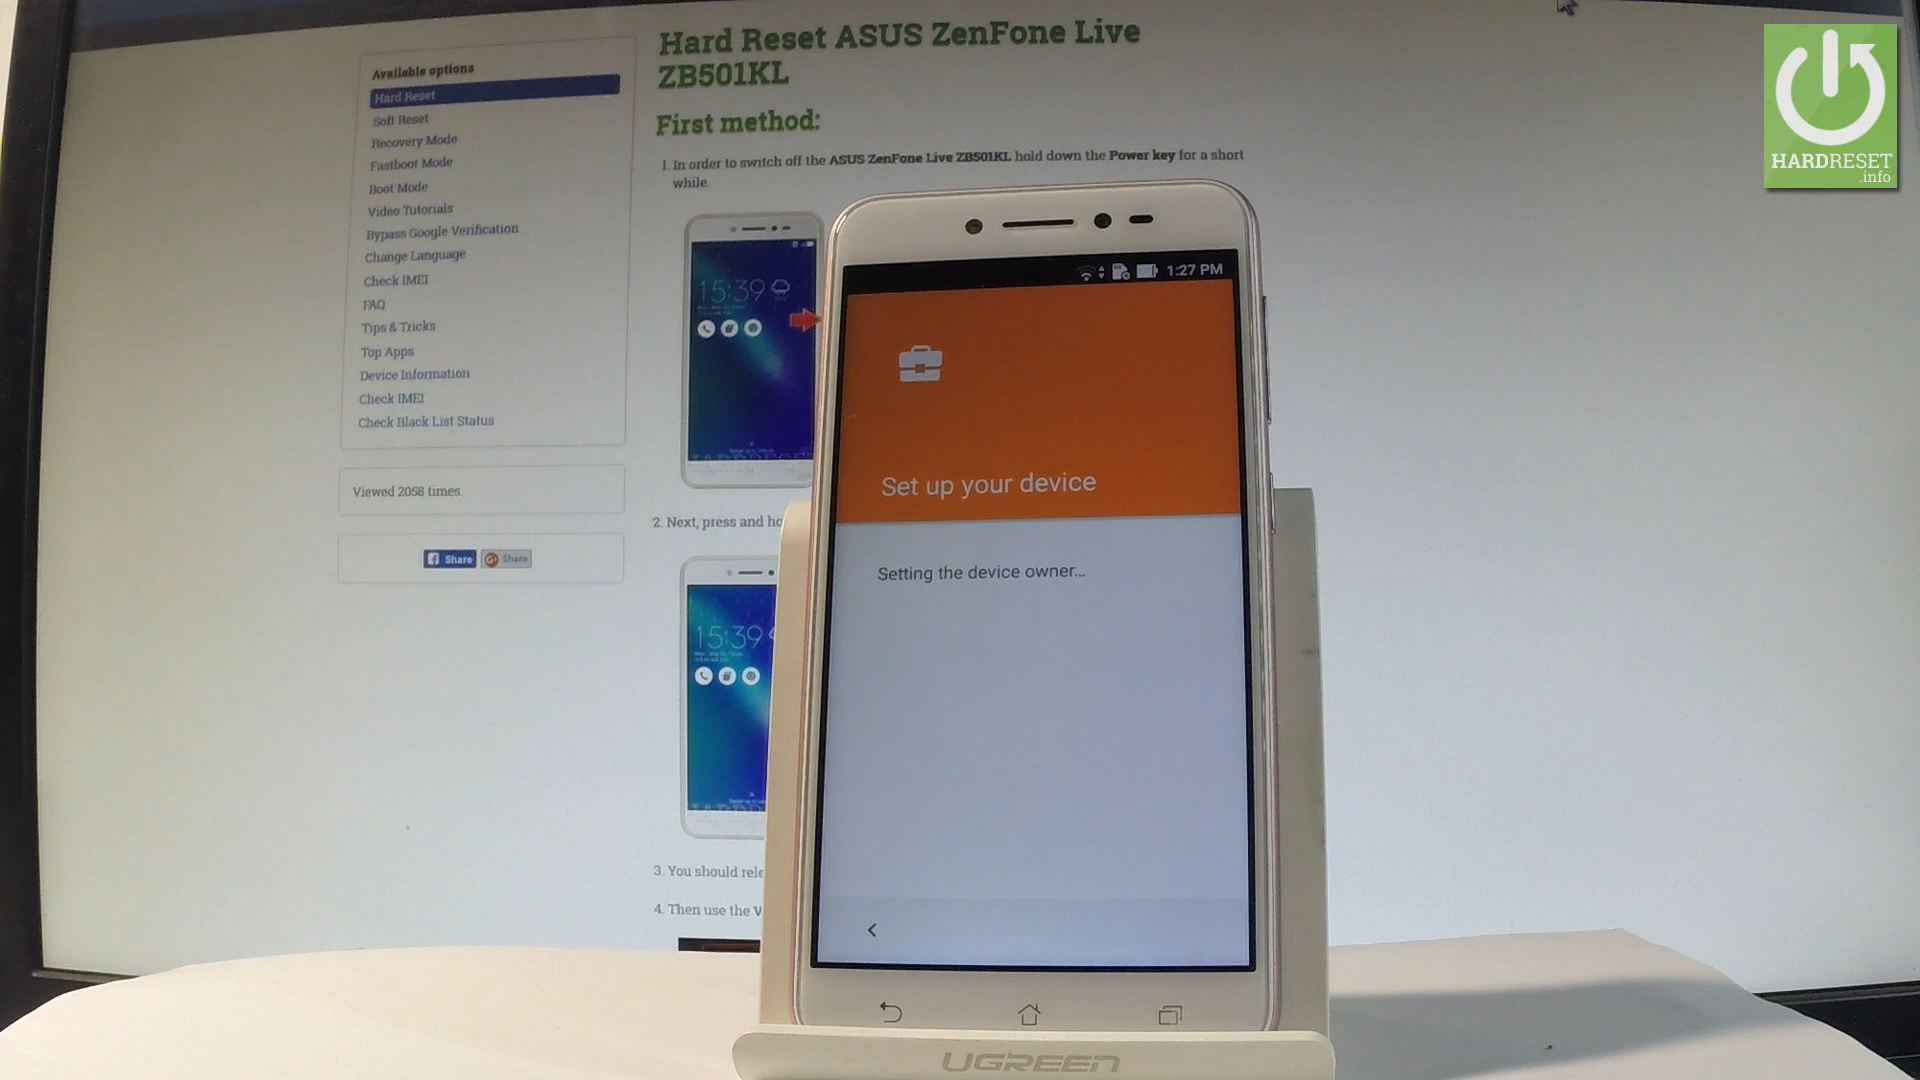 Hard Reset ASUS ZenFone Live
ZB501KL
First method:
1. In order to switch off the ASUS ZenFone Live ZB501KL hold down the Power key for a short
while.
2. Next, press and ho
3. You should rele
4. Then use the V
Available options
Hard Reset
Soft Reset
Recovery Mode
Fastboot Mode
Boot Mode
Video Tutorials
Bypass Google Verification
Change Language
Check IMEI
FAQ
Tips & Tricks
Top Apps
Device Information
Check IMEI
Check Black List Status
Viewed 2058 times.
Share
Share
15:39
15:39
1:27 PM
Set up your device
Setting the device owner...
UGREEN
HARDRESET
.info